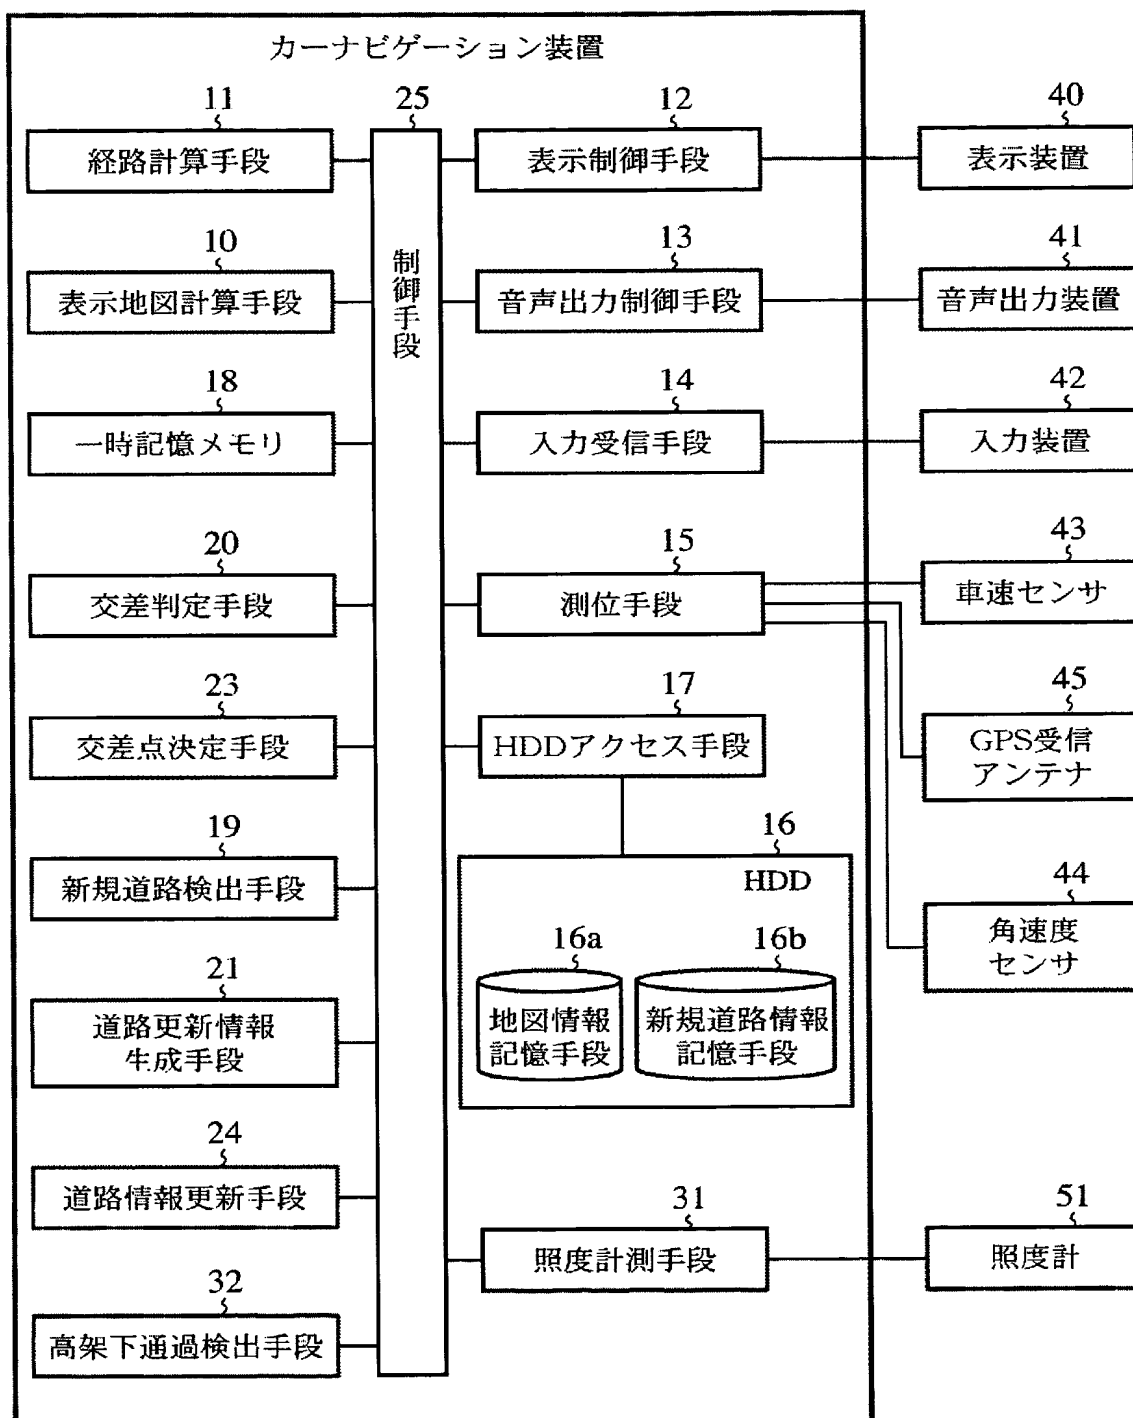 カーナビゲーション装置
11
経路計算手段
25
制御手段
12
表示制御手段
40
表示装置
10
表示地図計算手段
13
音声出力制御手段
41
音声出力装置
18
一時記憶メモリ
14
入力受信手段
42
入力装置
20
交差判定手段
15
測位手段
43
車速センサ
23
交差点決定手段
17
HDDアクセス手段
45
GPS受信
アンテナ
19
新規道路検出手段
16
HDD
16a
地図情報
記憶手段
16b
新規道路情報
記憶手段
44
角速度
センサ
21
道路更新情報
生成手段
24
道路情報更新手段
31
照度計測手段
51
照度計
32
高架下通過検出手段